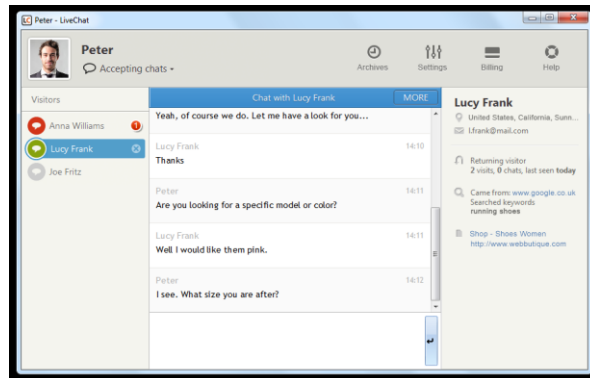 Peter - LiveChat
Peter
Accepting chats
Archives
Settings
Billing
Help
Visitors
Anna Williams
1
Lucy Frank
Joe Fritz
Chat with Lucy Frank
MORE
Yeah, of course we do. Let me have a look for you...
Lucy Frank 14:10
Thanks
Peter 14:11
Are you looking for a specific model or color?
Lucy Frank 14:11
Well I would like them pink.
Peter 14:12
I see. What size you are after?
Lucy Frank
United States, California, Sunn...
l.frank@mail.com
Returning visitor
2 visits, 0 chats, last seen today
Came from: www.google.co.uk
Searched keywords
running shoes
Shop - Shoes Women
http://www.webbutique.com